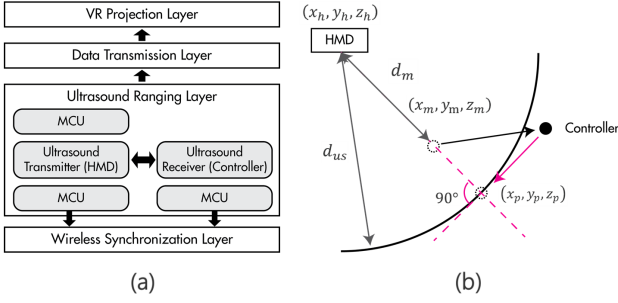 VR Projection Layer
Data Transmission Layer
Ultrasound Ranging Layer
MCU
Ultrasound
Transmitter (HMD)
Ultrasound
Receiver (Controller)
MCU
MCU
Wireless Synchronization Layer
(a)
(x_h, y_h, z_h)
HMD
d_m
(x_m, y_m, z_m)
Controller
d_us
90°
(x_p, y_p, z_p)
(b)